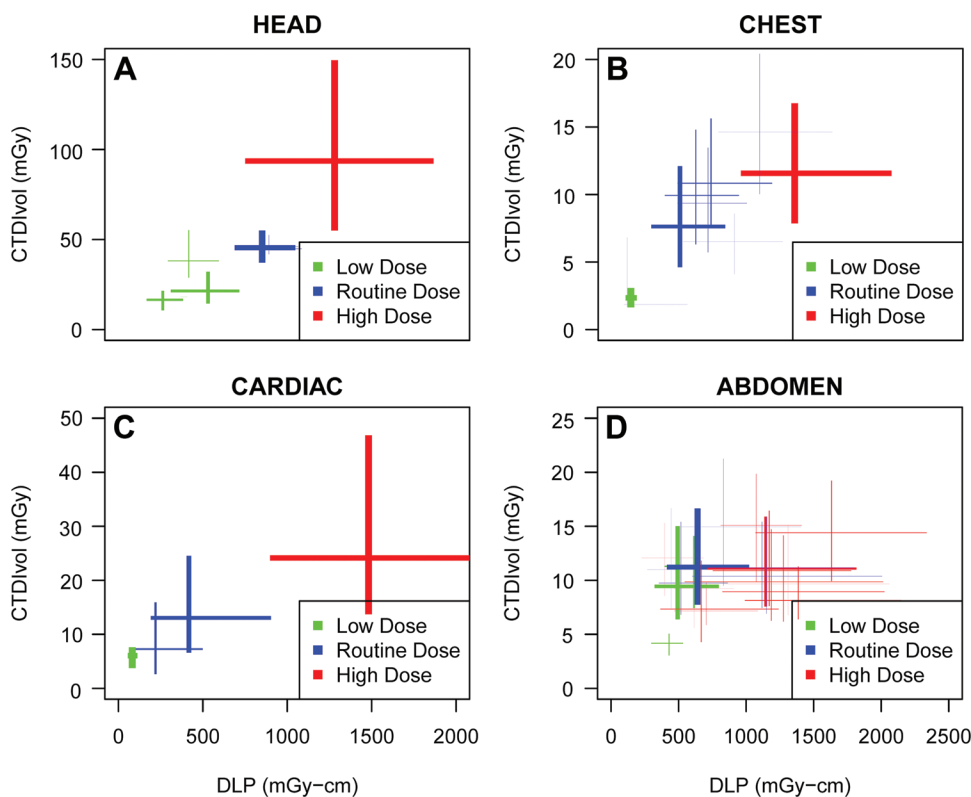 HEAD
A
CTDIvol (mGy)
150
100
50
0
Low Dose
Routine Dose
High Dose
CHEST
B
CTDIvol (mGy)
20
15
10
5
0
Low Dose
Routine Dose
High Dose
CARDIAC
C
CTDIvol (mGy)
50
40
30
20
10
0
Low Dose
Routine Dose
High Dose
0 500 1000 1500 2000
DLP (mGy−cm)
ABDOMEN
D
CTDIvol (mGy)
25
20
15
10
5
0
Low Dose
Routine Dose
High Dose
0 500 1000 1500 2000 2500
DLP (mGy−cm)